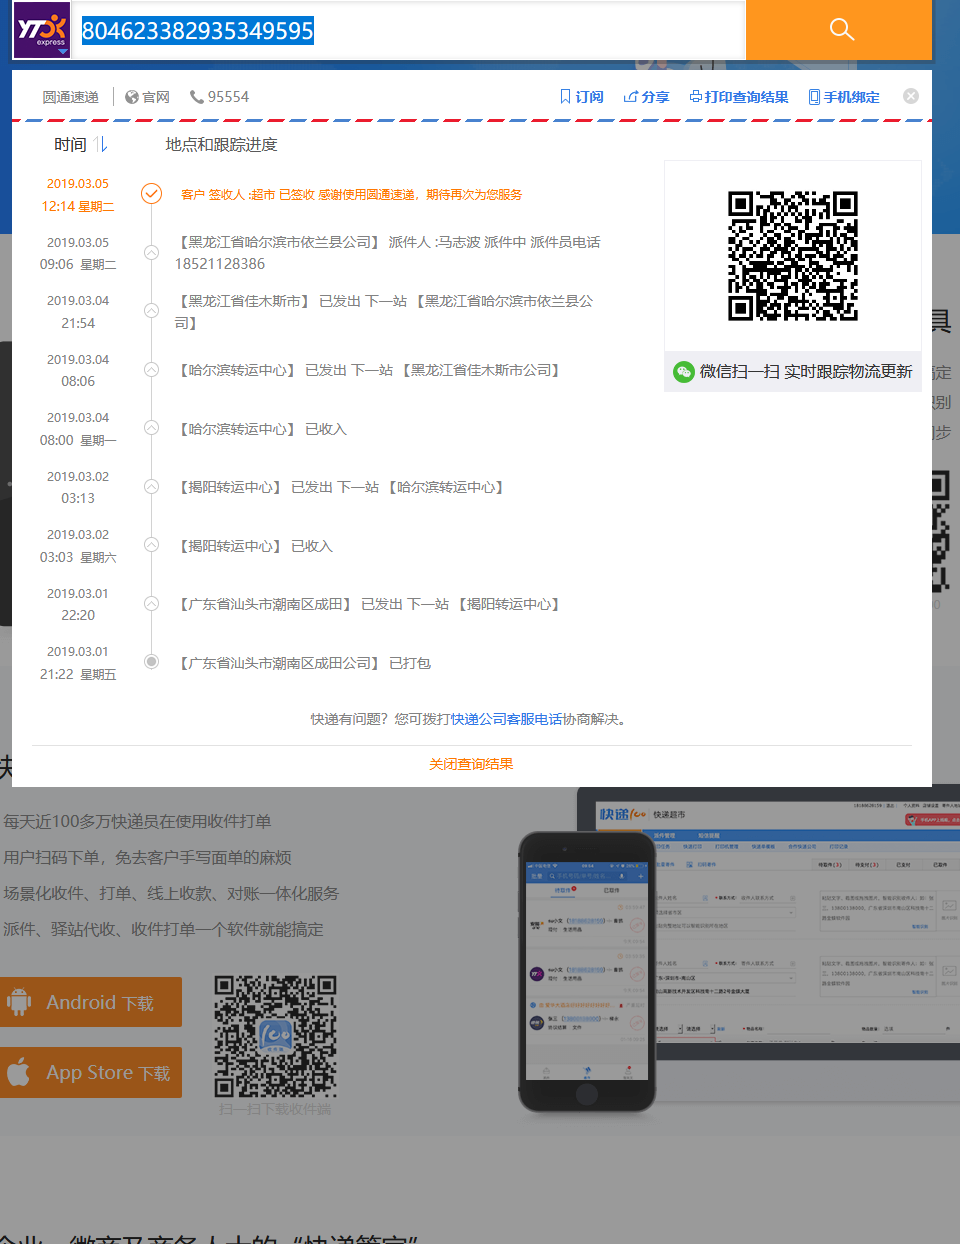 YTO
express
804623382935349595
圆通速递 官网 95554 订阅 分享 打印查询结果 手机绑定
时间 地点和跟踪进度
2019.03.05
12:14 星期二
客户 签收人 :超市 已签收 感谢使用圆通速递，期待再次为您服务
2019.03.05
09:06 星期二
【黑龙江省哈尔滨市依兰县公司】 派件人 :马志波 派件中 派件员电话
18521128386
2019.03.04
21:54
【黑龙江省佳木斯市】 已发出 下一站 【黑龙江省哈尔滨市依兰县公
司】
2019.03.04
08:06
【哈尔滨转运中心】 已发出 下一站 【黑龙江省佳木斯市公司】
2019.03.04
08:00 星期一
【哈尔滨转运中心】 已收入
2019.03.02
03:13
【揭阳转运中心】 已发出 下一站 【哈尔滨转运中心】
2019.03.02
03:03 星期六
【揭阳转运中心】 已收入
2019.03.01
22:20
【广东省汕头市潮南区成田】 已发出 下一站 【揭阳转运中心】
2019.03.01
21:22 星期五
【广东省汕头市潮南区成田公司】 已打包
微信扫一扫 实时跟踪物流更新
具
搞定
识别
同步
快递有问题？您可拨打快递公司客服电话协商解决。
关闭查询结果
每天近100多万快递员在使用收件打单
用户扫码下单，免去客户手写面单的麻烦
场景化收件、打单、线上收款、对账一体化服务
派件、驿站代收、收件打单一个软件就能搞定
Android 下载
App Store 下载
扫一扫下载收件端
快递100 快递超市
企业、微商及商务人士的“快递管家”